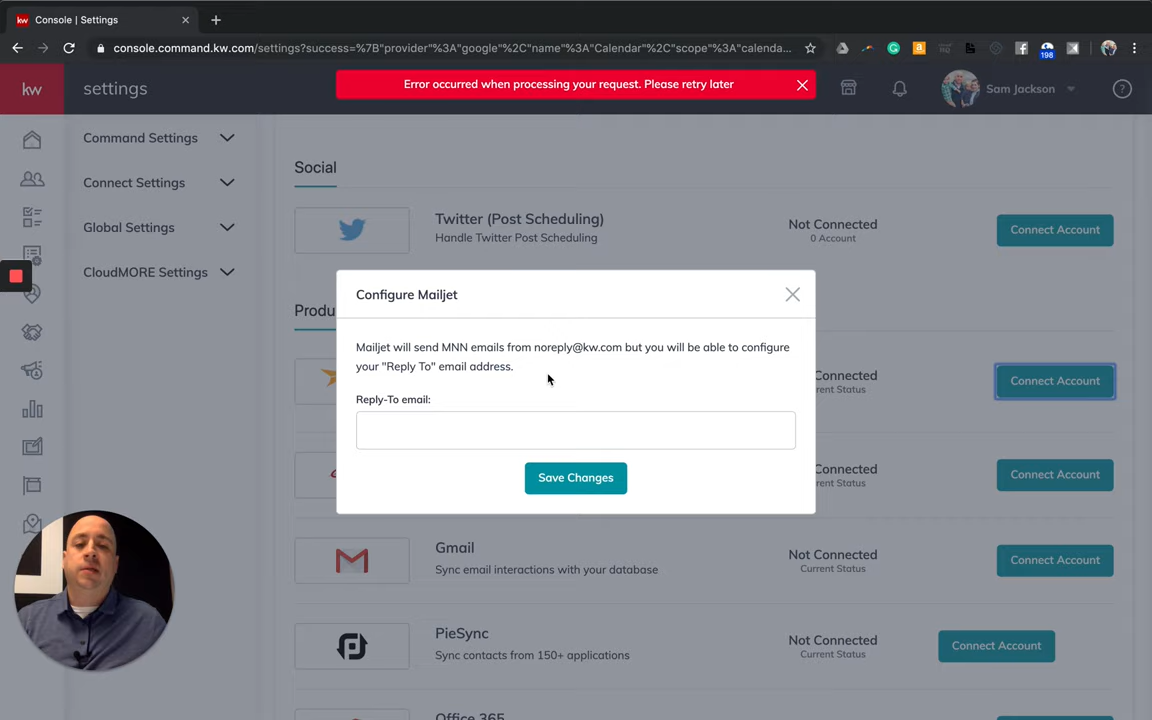 kw Console | Settings
console.command.kw.com/settings?success=%7B"provider"%3A"google"%2C"name"%3A"Calendar"%2C"scope"%3A"calenda...
198
kw
settings
Error occurred when processing your request. Please retry later
Sam Jackson
?
Command Settings
Connect Settings
Global Settings
CloudMORE Settings
Social
Twitter (Post Scheduling)
Handle Twitter Post Scheduling
Not Connected
0 Account
Connect Account
Produ
Configure Mailjet
Mailjet will send MNN emails from noreply@kw.com but you will be able to configure
your "Reply To" email address.
Reply-To email:
Save Changes
Connected
rent Status
Connect Account
Connected
rent Status
Connect Account
Gmail
Sync email interactions with your database
Not Connected
Current Status
Connect Account
PieSync
Sync contacts from 150+ applications
Not Connected
Current Status
Connect Account
Office 365